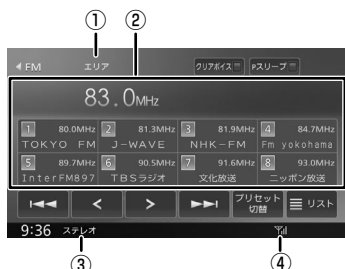 ① ②
FM エリア クリアボイス Pスリープ
83.0MHz
1 80.0MHz 2 81.3MHz 3 81.9MHz 4 84.7MHz
TOKYO FM J-WAVE NHK-FM Fm yokohama
5 89.7MHz 6 90.5MHz 7 91.6MHz 8 93.0MHz
InterFM897 TBSラジオ 文化放送 ニッポン放送
プリセット
切替
リスト
9:36 ステレオ
③ ④